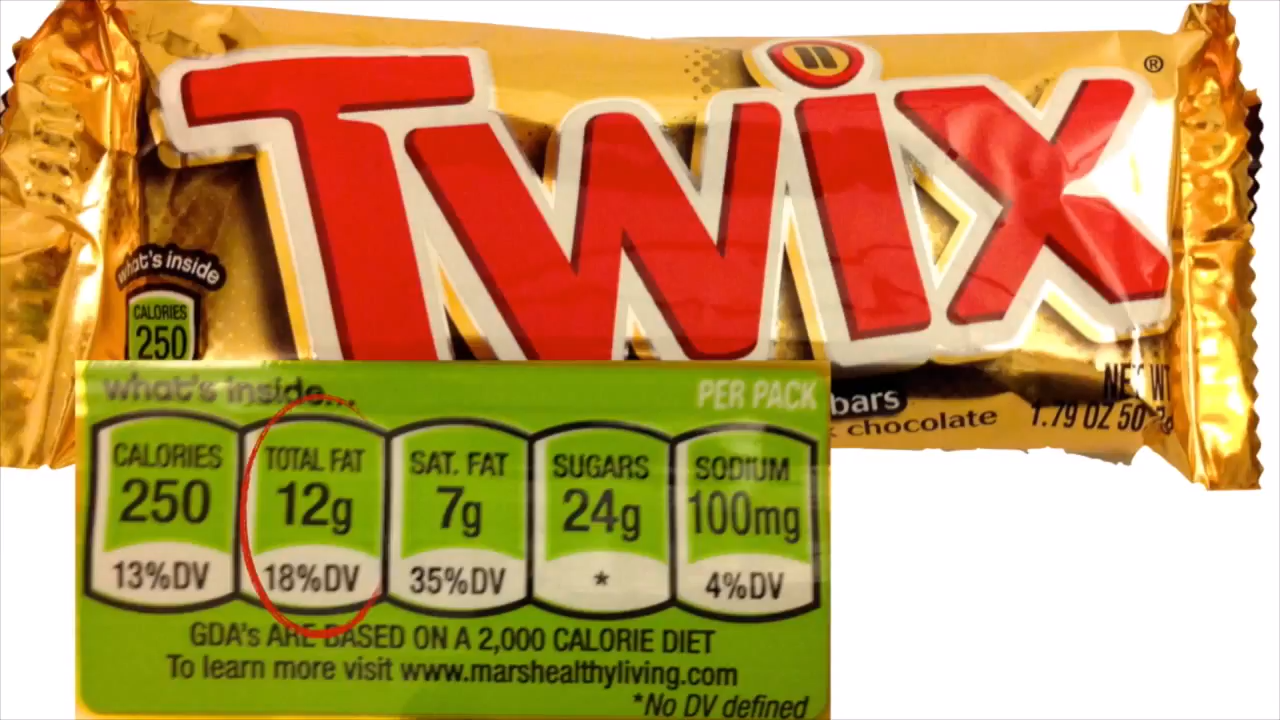 TWiX ®
what's inside
CALORIES
250
bars
chocolate
NET WT
1.79 OZ
what's inside...
PER PACK
CALORIES
250
13%DV
TOTAL FAT
12g
18%DV
SAT. FAT
7g
35%DV
SUGARS
24g
*
SODIUM
100mg
4%DV
GDA's ARE BASED ON A 2,000 CALORIE DIET
To learn more visit www.marshealthyliving.com
*No DV defined